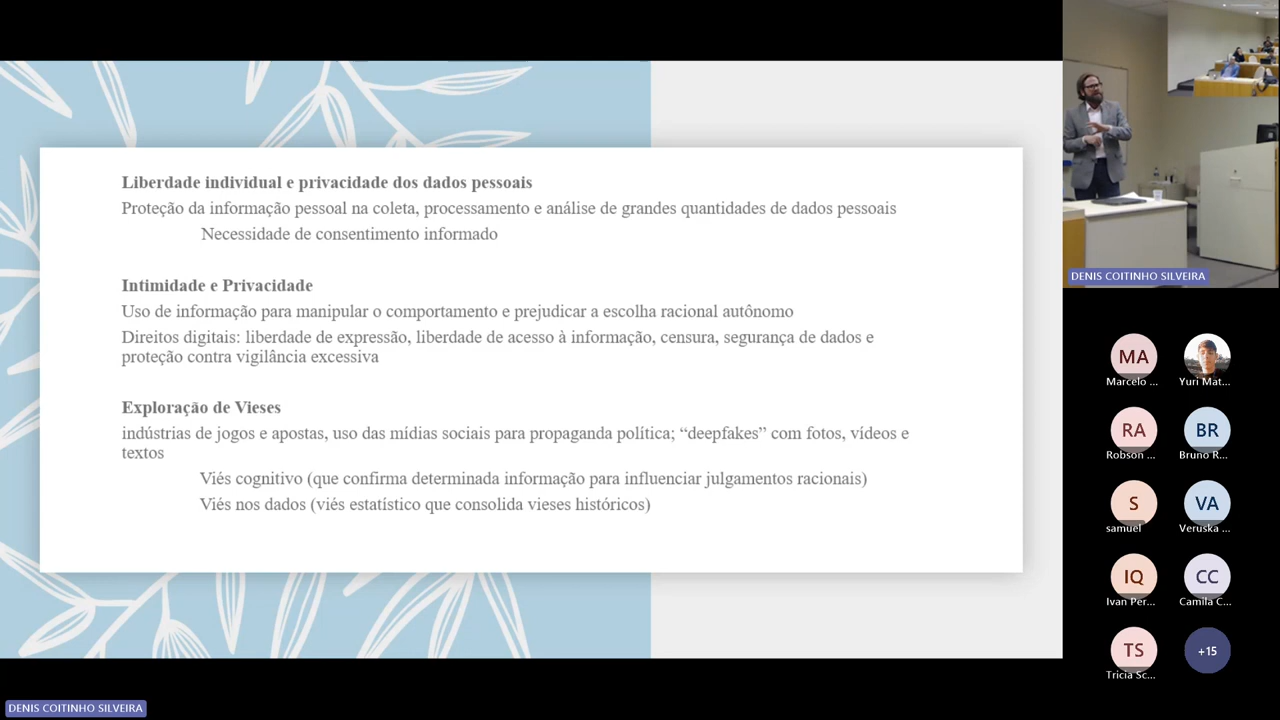 Liberdade individual e privacidade dos dados pessoais
Proteção da informação pessoal na coleta, processamento e análise de grandes quantidades de dados pessoais
Necessidade de consentimento informado
Intimidade e Privacidade
Uso de informação para manipular o comportamento e prejudicar a escolha racional autônomo
Direitos digitais: liberdade de expressão, liberdade de acesso à informação, censura, segurança de dados e
proteção contra vigilância excessiva
Exploração de Vieses
indústrias de jogos e apostas, uso das mídias sociais para propaganda política; “deepfakes” com fotos, vídeos e
textos
Viés cognitivo (que confirma determinada informação para influenciar julgamentos racionais)
Viés nos dados (viés estatístico que consolida vieses históricos)
DENIS COITINHO SILVEIRA
MA
Marcelo ...
Yuri Mat...
RA
Robson ...
BR
Bruno R...
S
samuel
VA
Veruska ...
IQ
Ivan Per...
CC
Camila C...
TS
Tricia Sc...
+15
DENIS COITINHO SILVEIRA